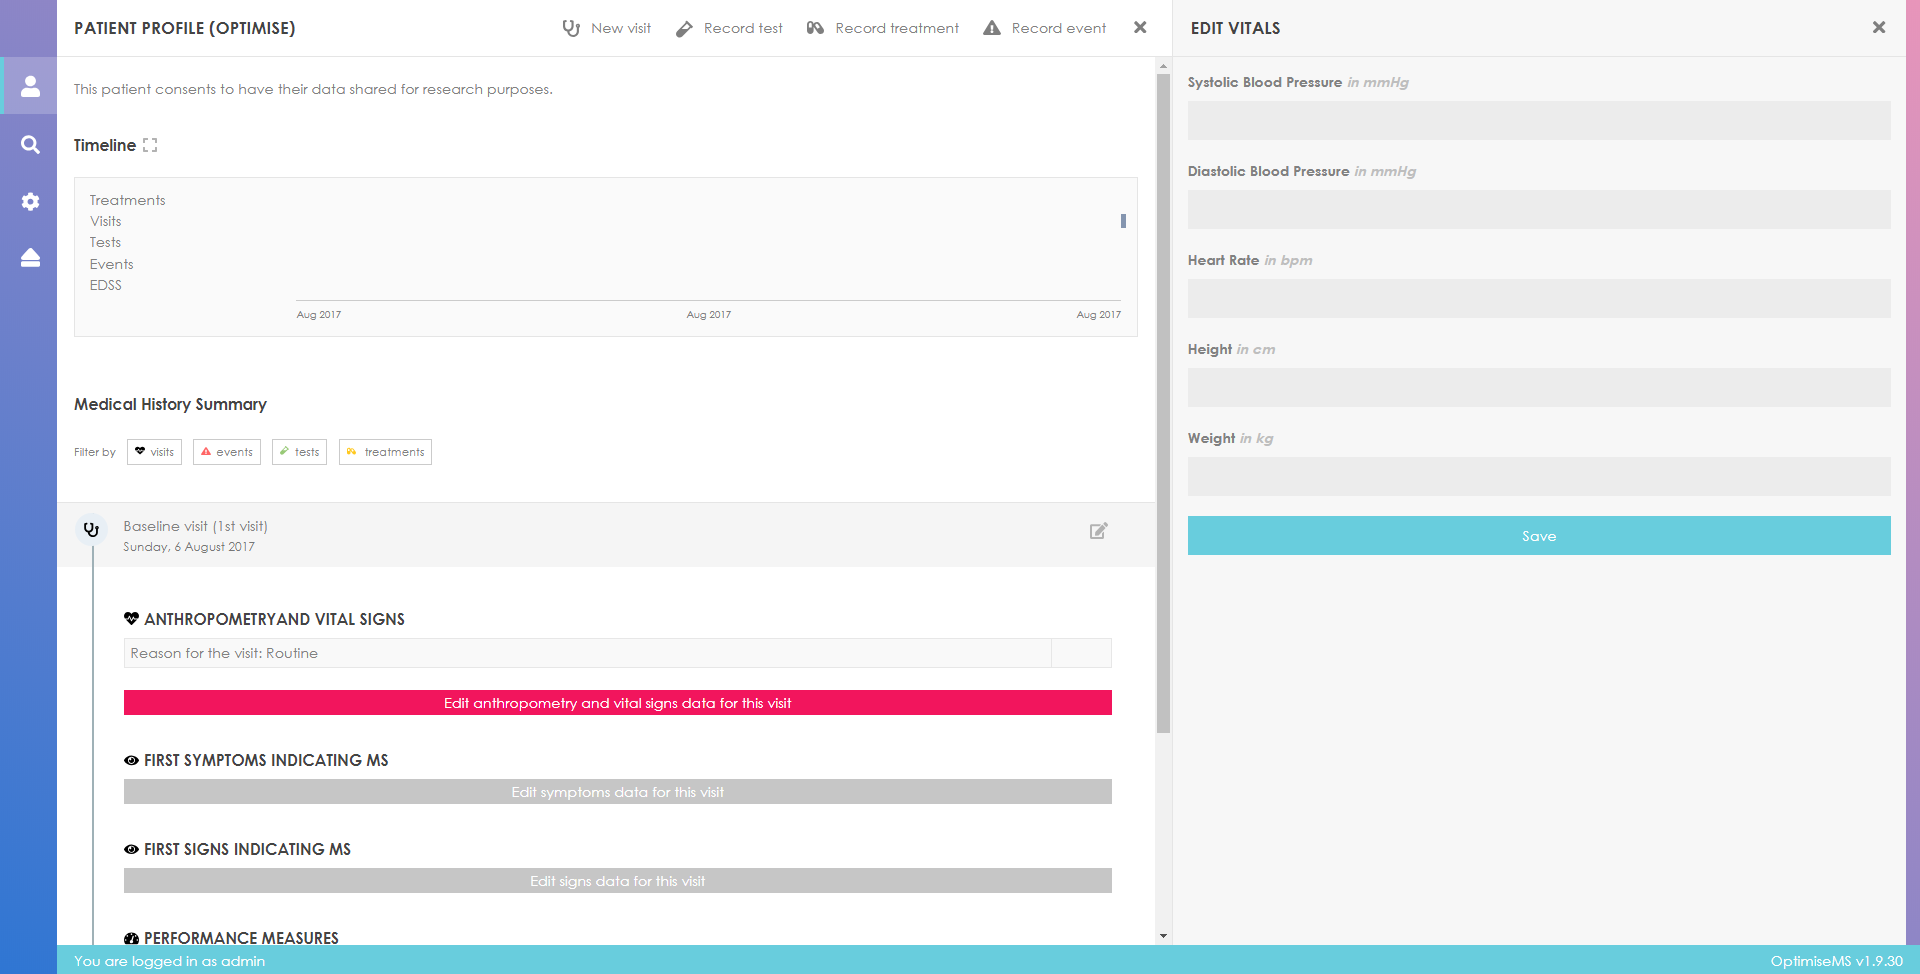 PATIENT PROFILE (OPTIMISE)
New visit
Record test
Record treatment
Record event
This patient consents to have their data shared for research purposes.
Timeline
Treatments
Visits
Tests
Events
EDSS
Aug 2017
Aug 2017
Aug 2017
Medical History Summary
Filter by
visits
events
tests
treatments
Baseline visit (1st visit)
Sunday, 6 August 2017
ANTHROPOMETRYAND VITAL SIGNS
Reason for the visit: Routine
Edit anthropometry and vital signs data for this visit
FIRST SYMPTOMS INDICATING MS
Edit symptoms data for this visit
FIRST SIGNS INDICATING MS
Edit signs data for this visit
PERFORMANCE MEASURES
EDIT VITALS
Systolic Blood Pressure in mmHg
Diastolic Blood Pressure in mmHg
Heart Rate in bpm
Height in cm
Weight in kg
Save
You are logged in as admin
OptimiseMS v1.9.30